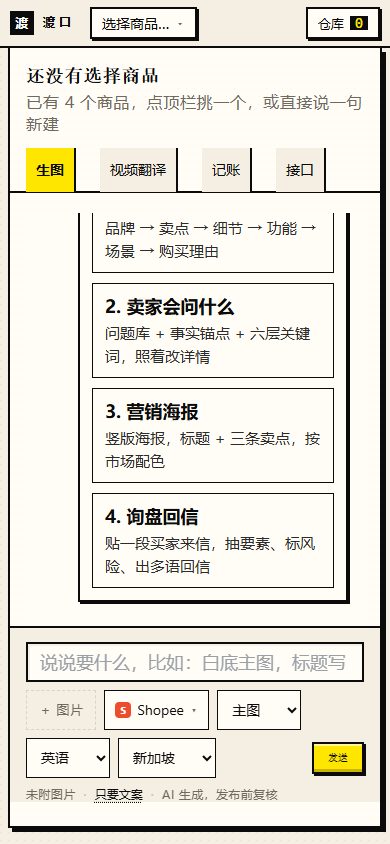 渡 渡口 选择商品... 仓库 0
还没有选择商品
已有 4 个商品，点顶栏挑一个，或直接说一句
新建
生图 视频翻译 记账 接口
品牌 → 卖点 → 细节 → 功能 →
场景 → 购买理由
2. 卖家会问什么
问题库 + 事实锚点 + 六层关键
词，照着改详情
3. 营销海报
竖版海报，标题 + 三条卖点，按
市场配色
4. 询盘回信
贴一段买家来信，抽要素、标风
险、出多语回信
说说要什么，比如：白底主图，标题写
+ 图片 S Shopee 主图
英语 新加坡 发送
未附图片 · 只要文案 · AI 生成，发布前复核